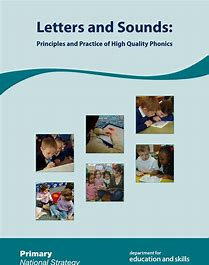 Letters and Sounds:
Principles and Practice of High Quality Phonics
Primary
National Strategy
department for
education and skills